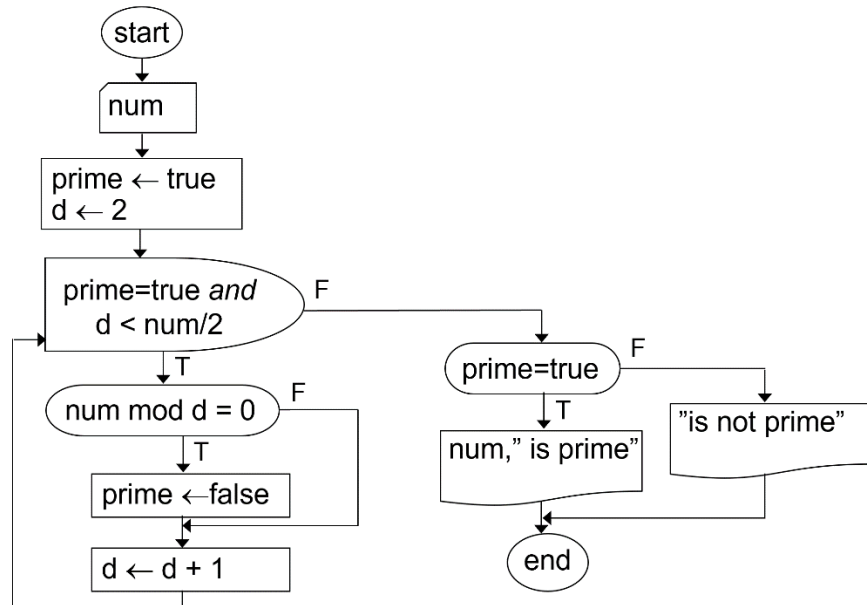 start
num
prime ← true
d ← 2
prime=true and
d < num/2
F
T
num mod d = 0
F
T
prime ←false
d ← d + 1
prime=true
F
T
num,” is prime”
”is not prime”
end